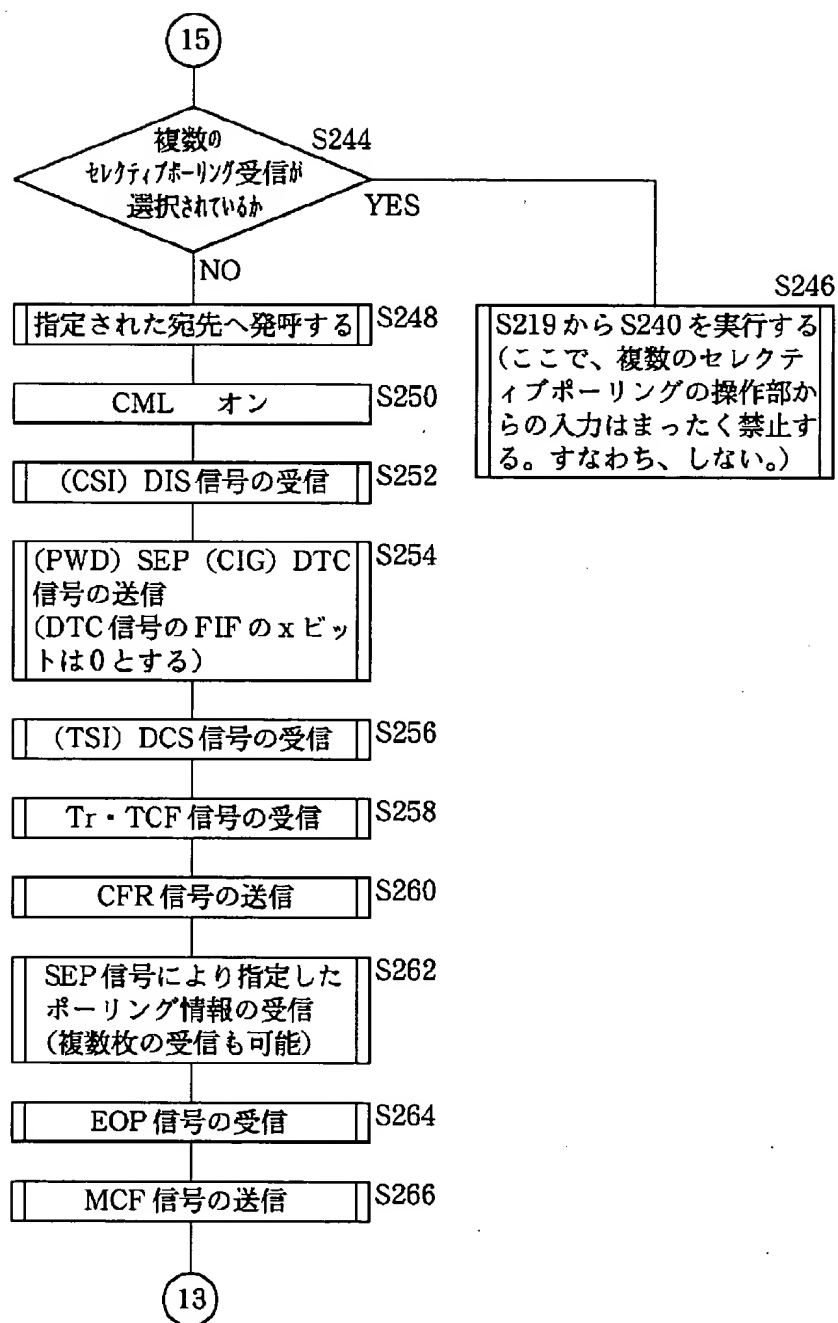 15
複数の
セレクティブポーリング受信が
選択されているか
S244
YES
NO
S246
S219からS240を実行する
(ここで、複数のセレクテ
ィブポーリングの操作部か
らの入力はまったく禁止す
る。すなわち、しない。)
指定された宛先へ発呼する
S248
CML オン
S250
(CSI) DIS信号の受信
S252
(PWD) SEP (CIG) DTC
信号の送信
(DTC信号のFIFのxビッ
トは0とする)
S254
(TSI) DCS信号の受信
S256
Tr・TCF信号の受信
S258
CFR信号の送信
S260
SEP信号により指定した
ポーリング情報の受信
(複数枚の受信も可能)
S262
EOP信号の受信
S264
MCF信号の送信
S266
13